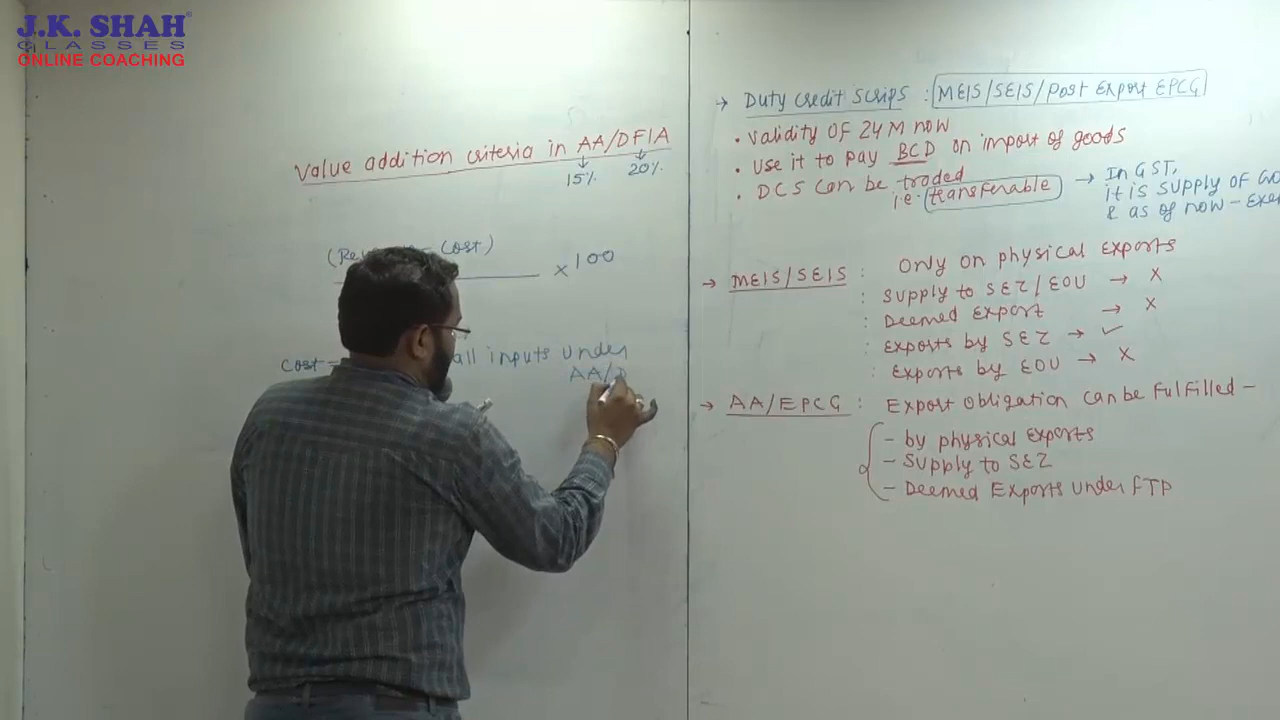 J.K. SHAH®
CLASSES
ONLINE COACHING
Value addition criteria in AA/DFIA
15% 20%
(Rev - Cost)
x 100
Cost = all inputs under
AA/D
→ Duty credit scrips : MEIS/SEIS/Post Export EPCG
• Validity OF 24 M now
• Use it to pay BCD on import of goods
• DCS can be traded
i.e. transferable → In GST,
it is supply of
& as of now -
→ MEIS/SEIS : Only on physical exports
: Supply to SEZ/EOU → X
: Deemed Export → X
: Exports by SEZ → ✓
: Exports by EOU → X
→ AA/EPCG : Export Obligation can be fulfilled -
- by physical exports
- Supply to SEZ
- Deemed Exports under FTP